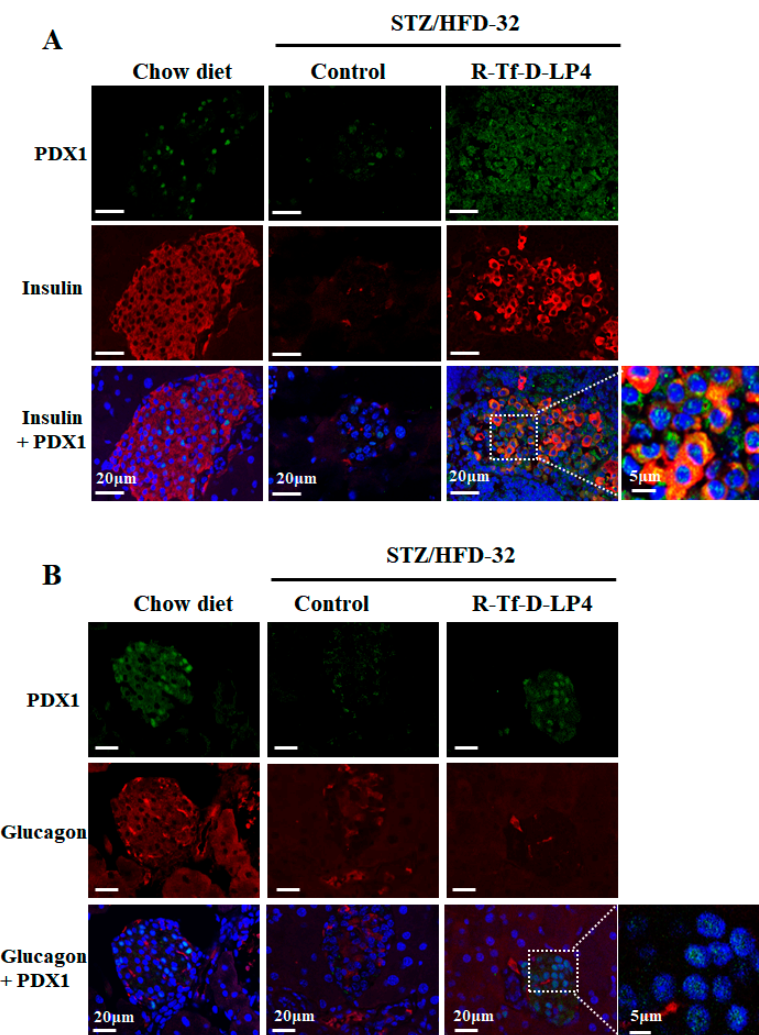 A
STZ/HFD-32
Chow diet Control R-Tf-D-LP4
PDX1
Insulin
Insulin
+ PDX1
20µm 20µm 20µm 5µm
B
STZ/HFD-32
Chow diet Control R-Tf-D-LP4
PDX1
Glucagon
Glucagon
+ PDX1
20µm 20µm 20µm 5µm